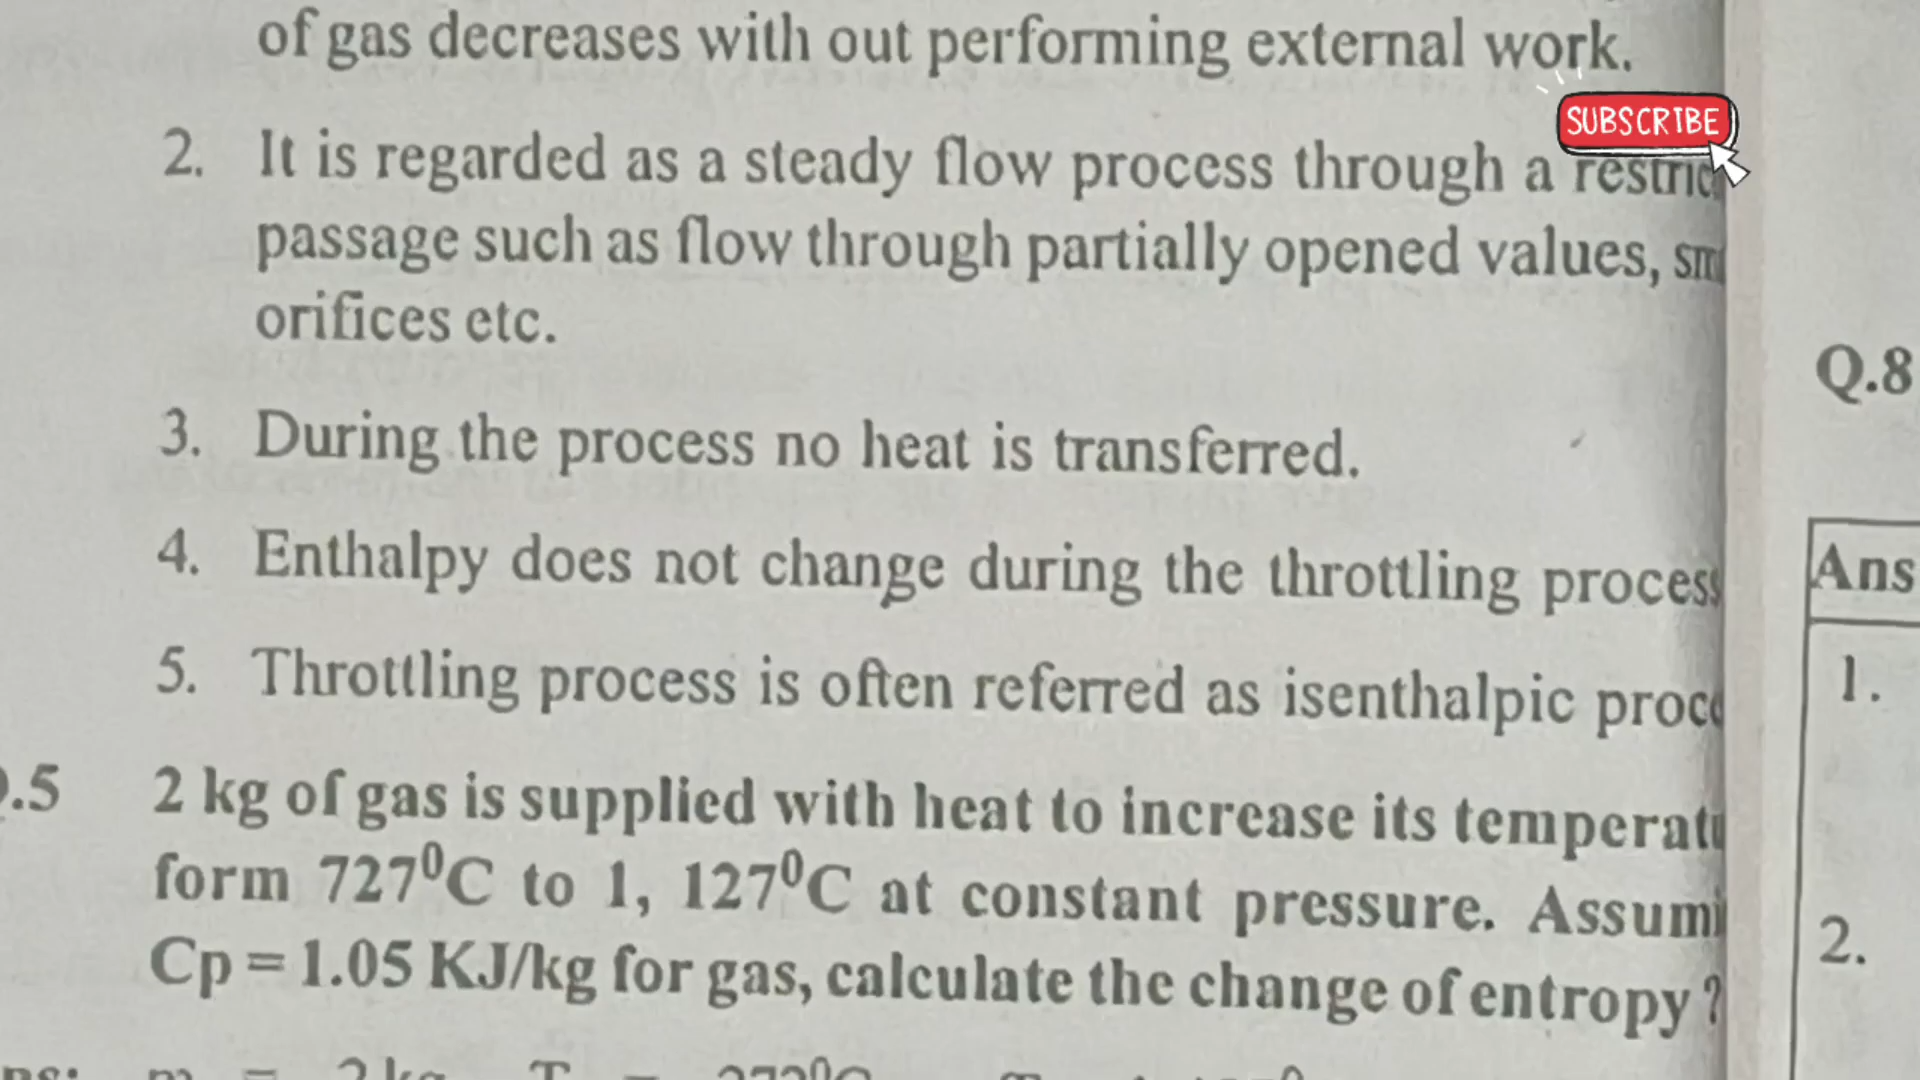 of gas decreases with out performing external work.
SUBSCRIBE
2. It is regarded as a steady flow process through a
passage such as flow through partially opened values,
orifices etc.
Q.8
3. During the process no heat is transferred.
4. Enthalpy does not change during the throttling process
Ans
5. Throttling process is often referred as isenthalpic
1.
.5 2 kg of gas is supplied with heat to increase its
form 727⁰C to 1, 127⁰C at constant pressure.
2.
Cp = 1.05 KJ/kg for gas, calculate the change of entropy ?